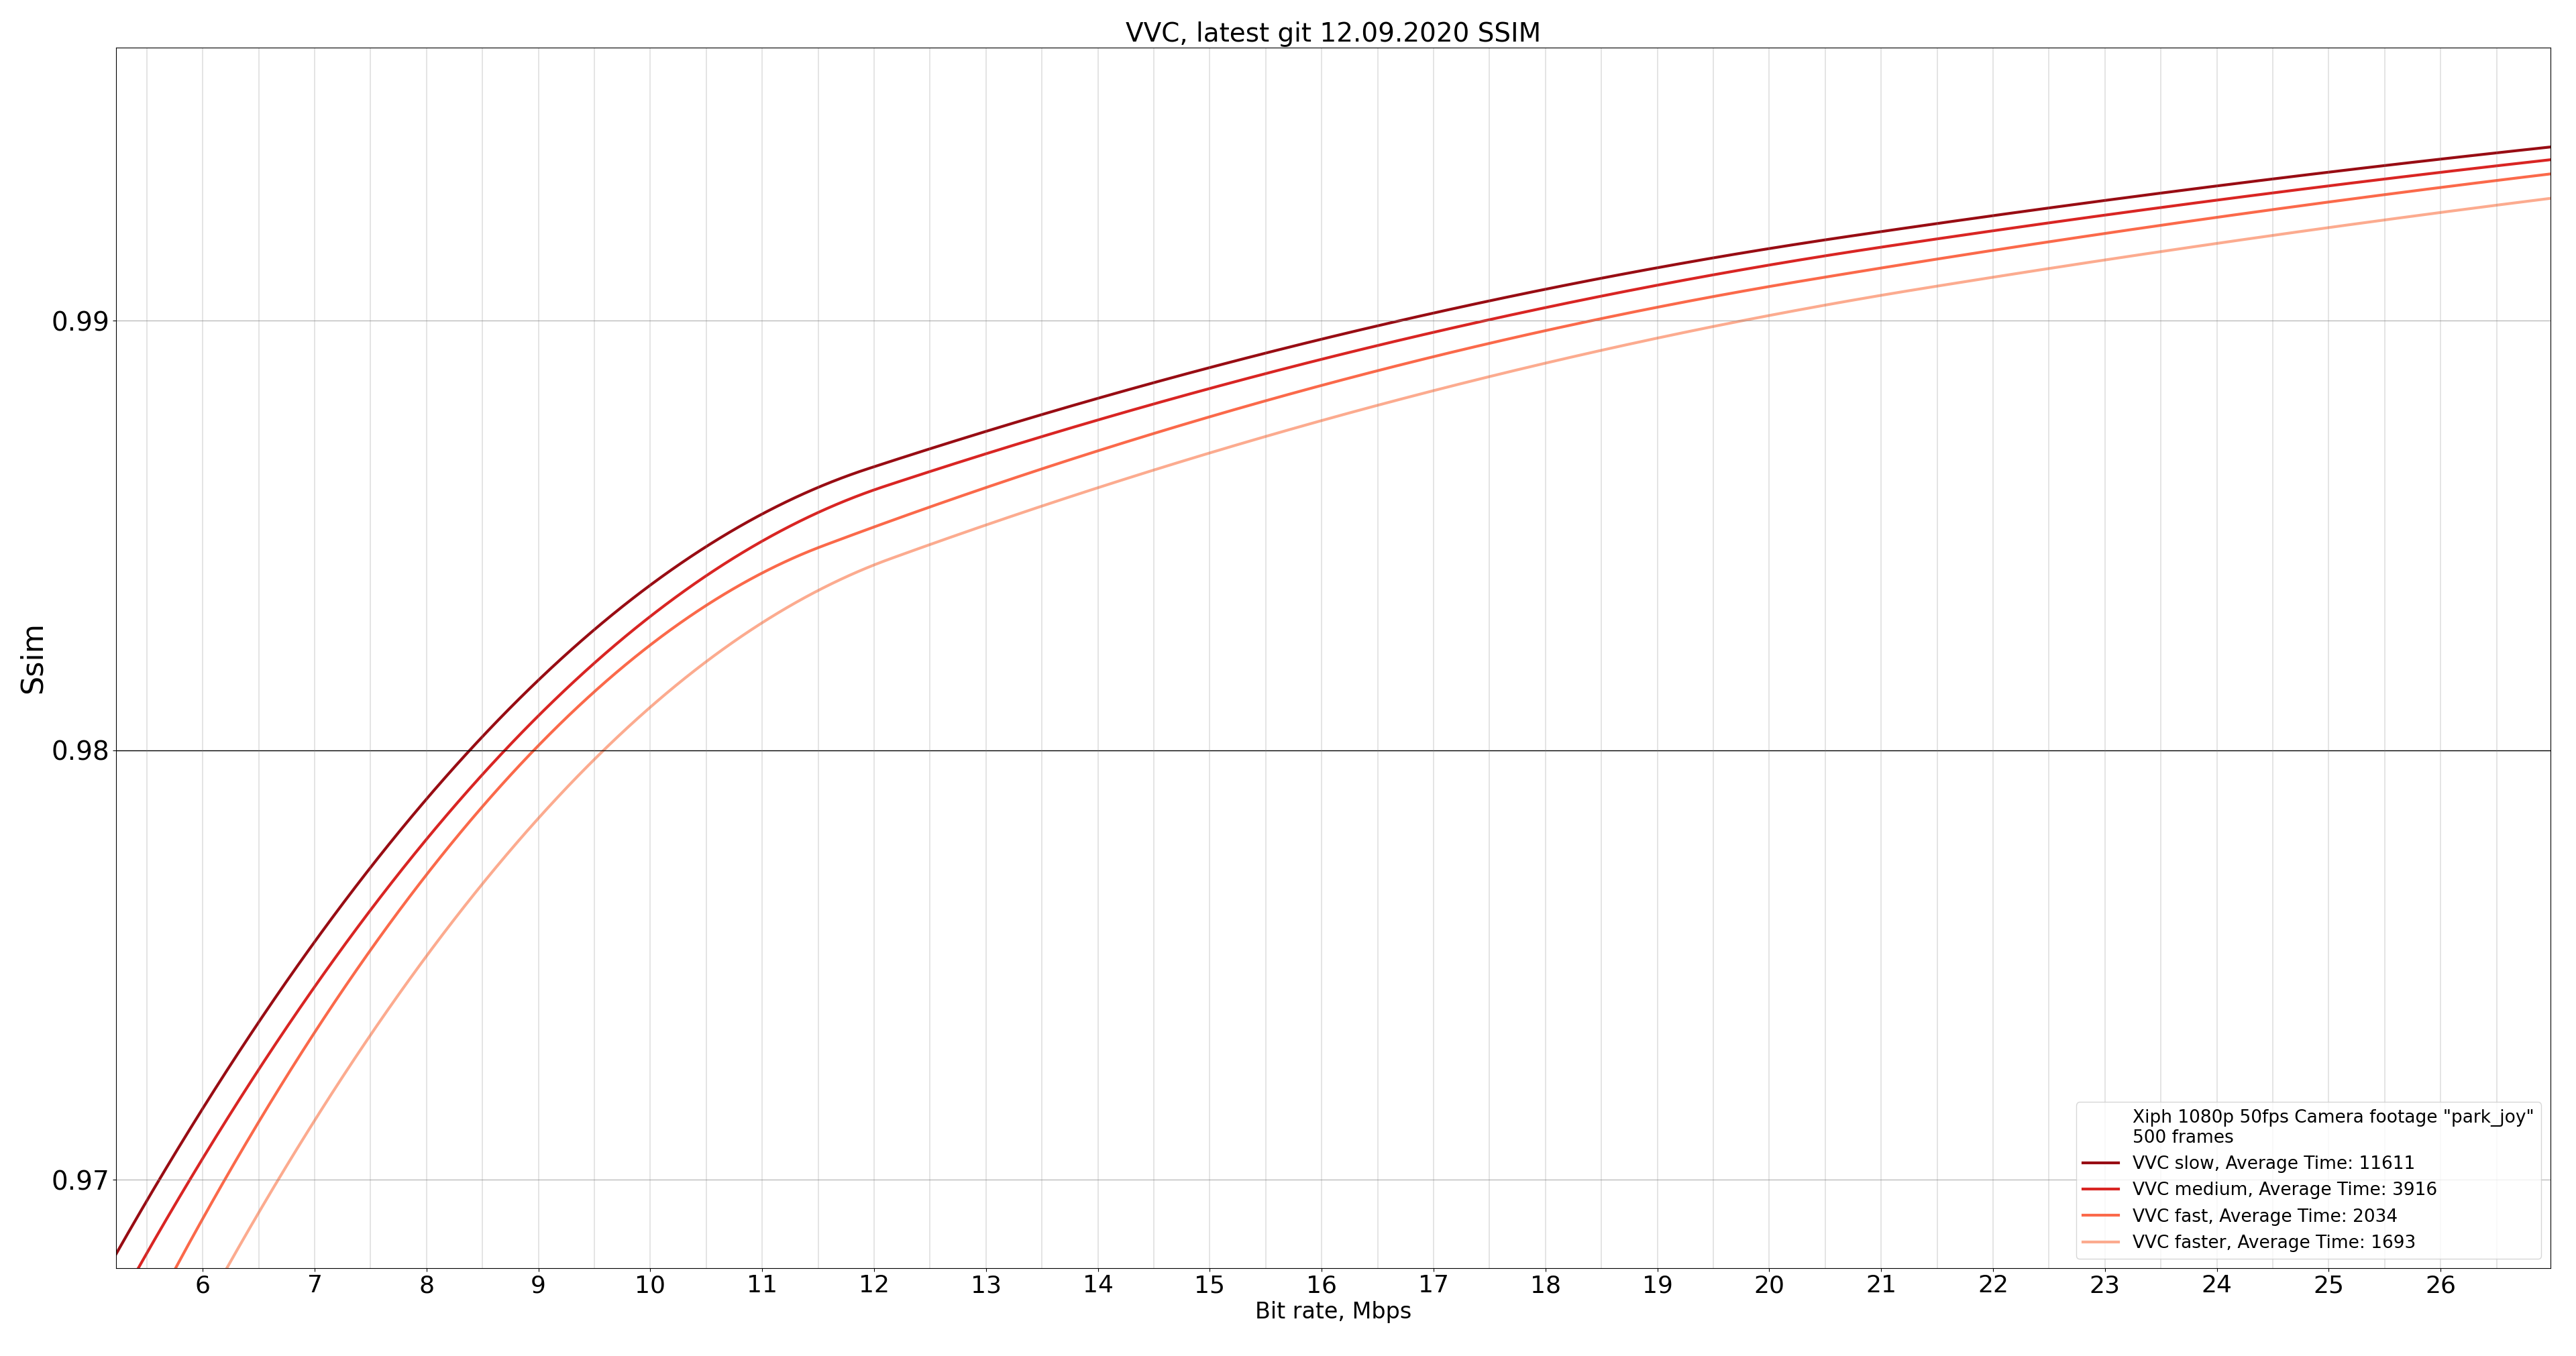 VVC, latest git 12.09.2020 SSIM
Ssim
0.99
0.98
0.97
Xiph 1080p 50fps Camera footage "park_joy"
500 frames
VVC slow, Average Time: 11611
VVC medium, Average Time: 3916
VVC fast, Average Time: 2034
VVC faster, Average Time: 1693
6 7 8 9 10 11 12 13 14 15 16 17 18 19 20 21 22 23 24 25 26
Bit rate, Mbps